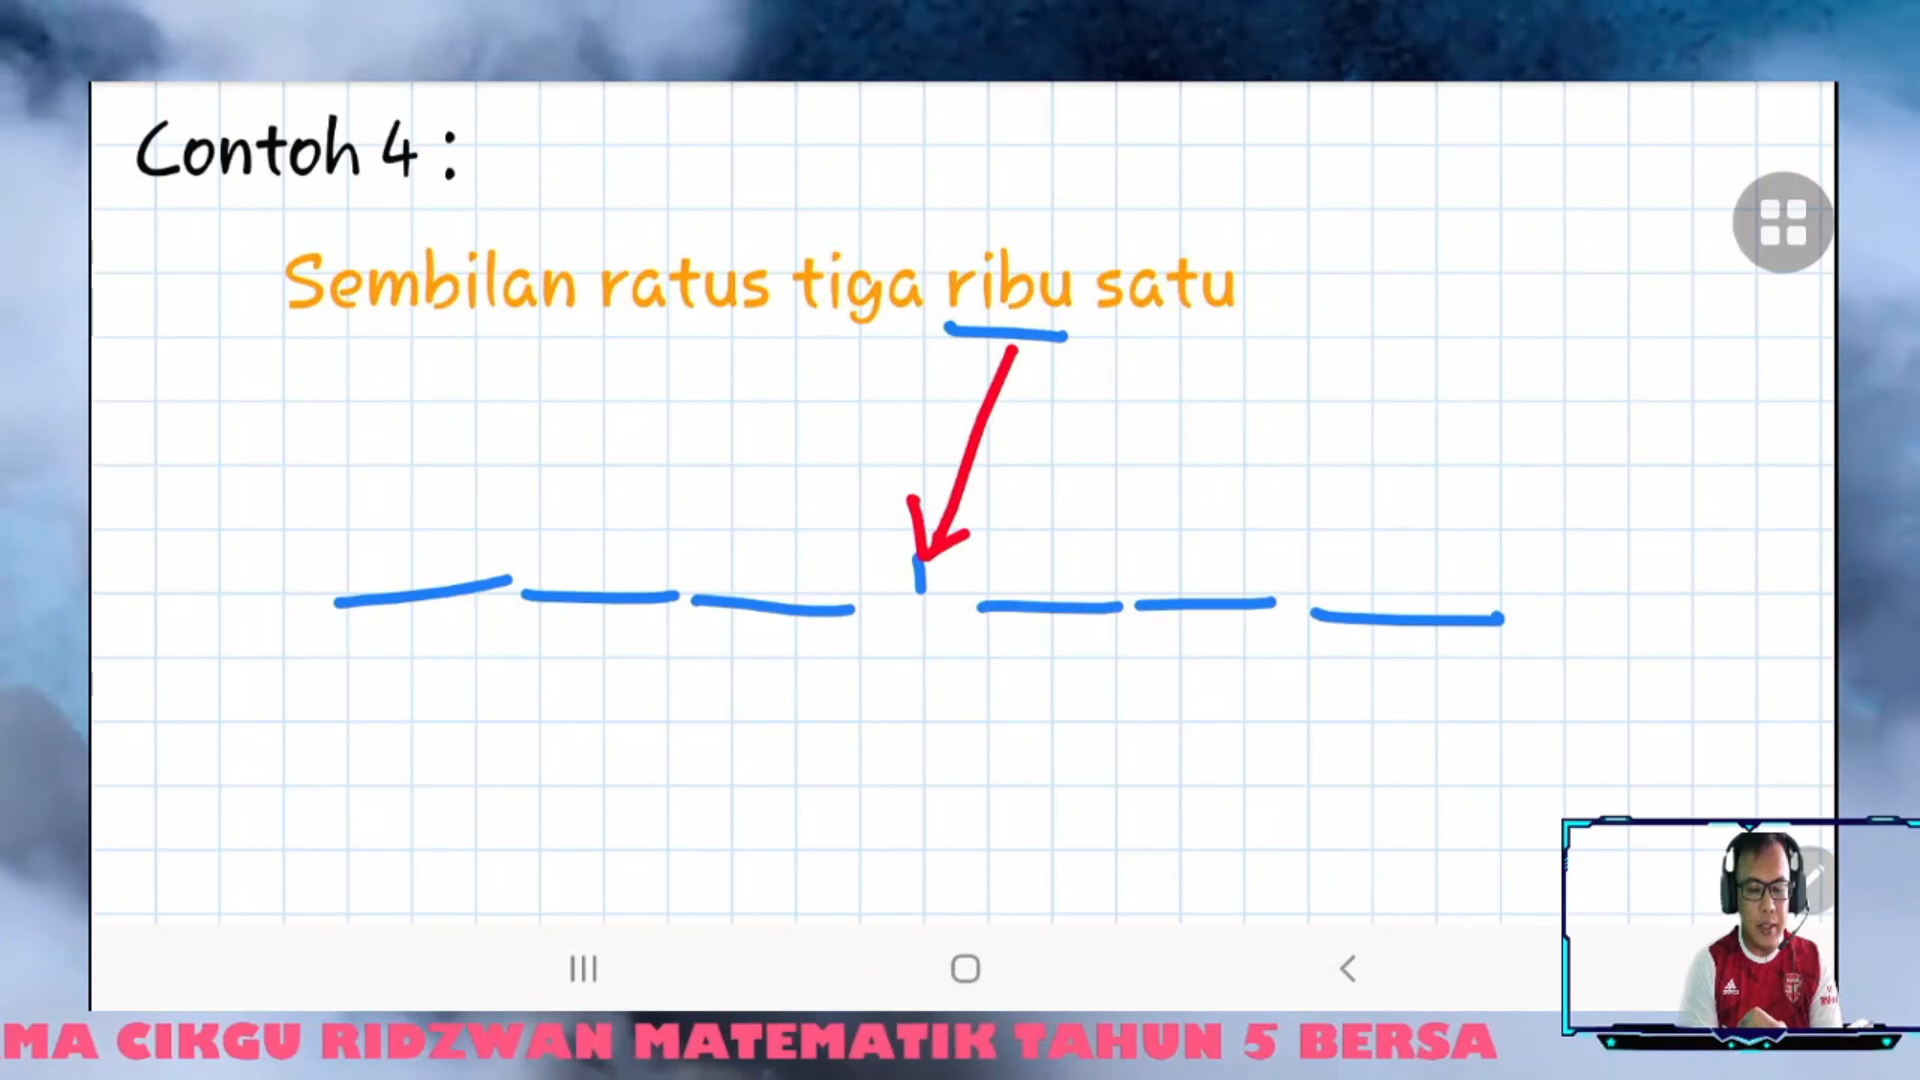 Contoh 4 :
Sembilan ratus tiga ribu satu
MA CIKGU RIDZWAN MATEMATIK TAHUN 5 BERSA